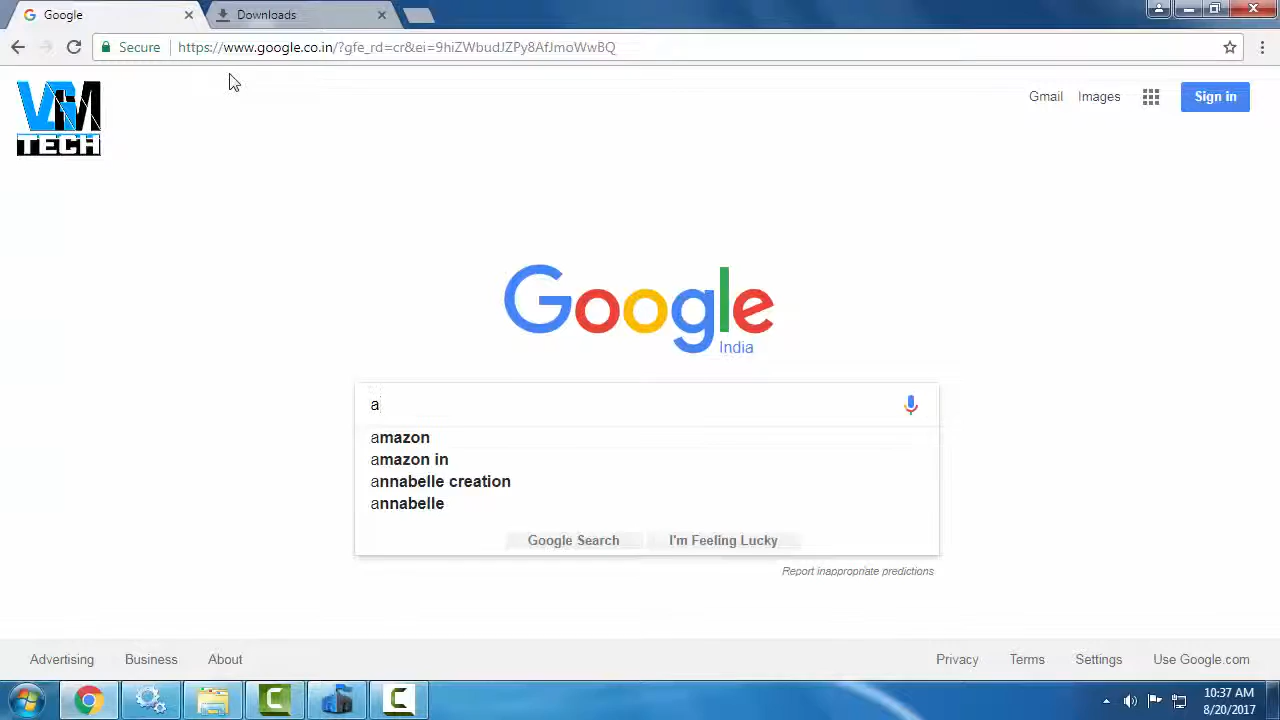 Google
Downloads
Secure
https://www.google.co.in/?gfe_rd=cr&ei=9hiZWbudJZPy8AfJmoWwBQ
VGM
TECH
Gmail
Images
Sign in
Google
India
a
amazon
amazon in
annabelle creation
annabelle
Google Search
I'm Feeling Lucky
Report inappropriate predictions
Advertising
Business
About
Privacy
Terms
Settings
Use Google.com
10:37 AM
8/20/2017